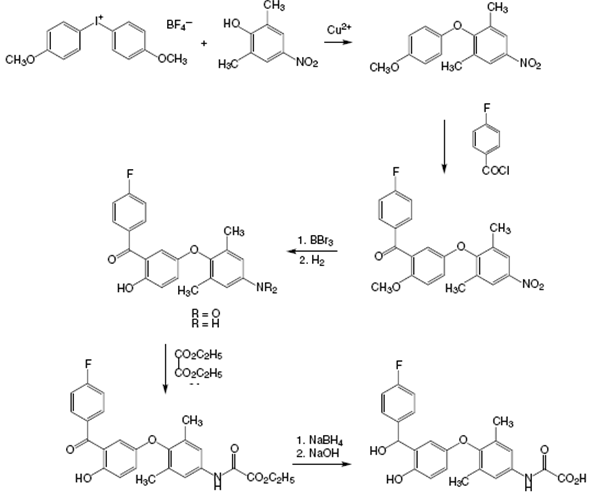 I⁺ BF₄⁻ CH₃O OCH₃ + HO CH₃ H₃C NO₂ Cu²⁺ CH₃O O CH₃ H₃C NO₂
F
COCl
F
O CH₃O O CH₃ H₃C NO₂
1. BBr₃
2. H₂
F
O HO O CH₃ H₃C NR₂
R = O
R = H
CO₂C₂H₅
CO₂C₂H₅
F
O HO O CH₃ H₃C N H O CO₂C₂H₅
1. NaBH₄
2. NaOH
F
HO HO O CH₃ H₃C N H O CO₂H